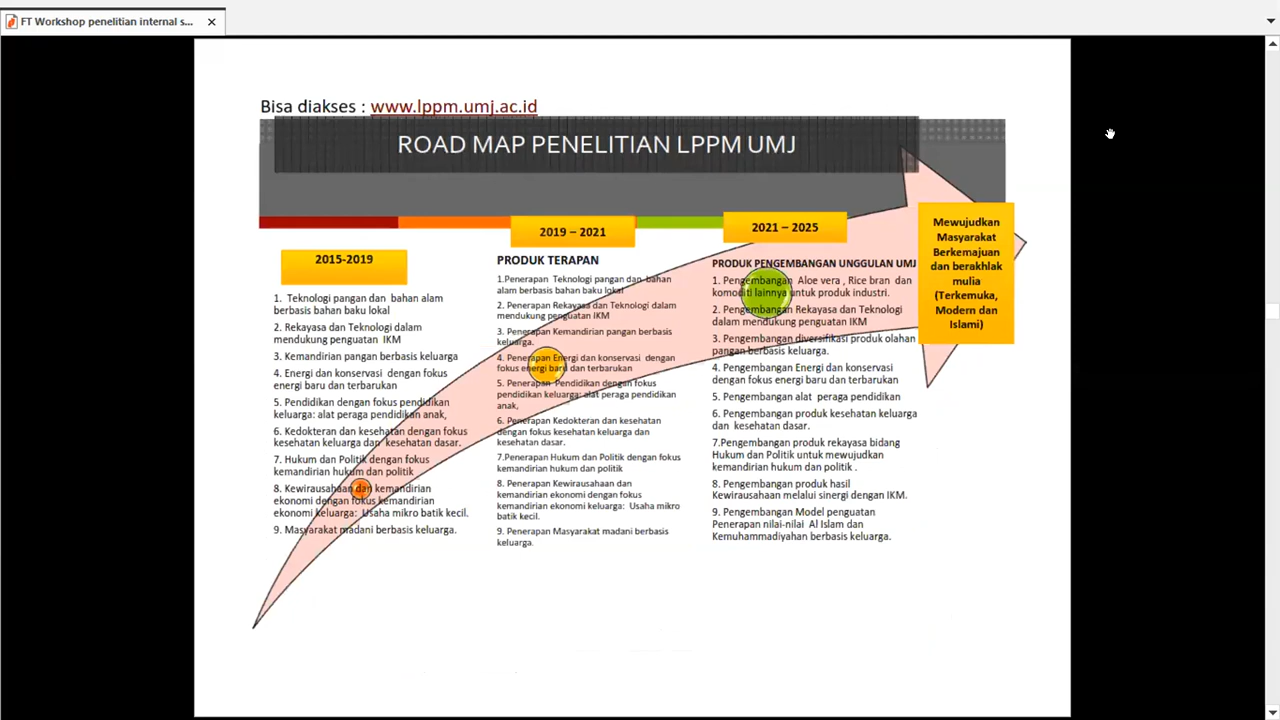 FT Workshop penelitian internal s...
Bisa diakses : www.lppm.umj.ac.id
ROAD MAP PENELITIAN LPPM UMJ
2015-2019
1. Teknologi pangan dan bahan alam
berbasis bahan baku lokal
2. Rekayasa dan Teknologi dalam
mendukung penguatan IKM
3. Kemandirian pangan berbasis keluarga
4. Energi dan konservasi dengan fokus
energi baru dan terbarukan
5. Pendidikan dengan fokus pendidikan
keluarga: alat peraga pendidikan anak,
6. Kedokteran dan kesehatan dengan fokus
kesehatan keluarga dan kesehatan dasar.
7. Hukum dan Politik dengan fokus
kemandirian hukum dan politik
8. Kewirausahaan dan kemandirian
ekonomi dengan fokus kemandirian
ekonomi keluarga: Usaha mikro batik kecil.
9. Masyarakat madani berbasis keluarga.
2019 – 2021
PRODUK TERAPAN
1.Penerapan Teknologi pangan dan bahan
alam berbasis bahan baku lokal
2. Penerapan Rekayasa dan Teknologi dalam
mendukung penguatan IKM
3. Penerapan Kemandirian pangan berbasis
keluarga.
4. Penerapan Energi dan konservasi dengan
fokus energi baru dan terbarukan
5. Penerapan Pendidikan dengan fokus
pendidikan keluarga: alat peraga pendidikan
anak,
6. Penerapan Kedokteran dan kesehatan
dengan fokus kesehatan keluarga dan
kesehatan dasar.
7.Penerapan Hukum dan Politik dengan fokus
kemandirian hukum dan politik
8. Penerapan Kewirausahaan dan
kemandirian ekonomi dengan fokus
kemandirian ekonomi keluarga: Usaha mikro
batik kecil.
9. Penerapan Masyarakat madani berbasis
keluarga.
2021 – 2025
PRODUK PENGEMBANGAN UNGGULAN UMJ
1. Pengembangan Aloe vera , Rice bran dan
komoditi lainnya untuk produk industri.
2. Pengembangan Rekayasa dan Teknologi
dalam mendukung penguatan IKM
3. Pengembangan diversifikasi produk olahan
pangan berbasis keluarga.
4. Pengembangan Energi dan konservasi
dengan fokus energi baru dan terbarukan
5. Pengembangan alat peraga pendidikan
6. Pengembangan produk kesehatan keluarga
dan kesehatan dasar.
7.Pengembangan produk rekayasa bidang
Hukum dan Politik untuk mewujudkan
kemandirian hukum dan politik .
8. Pengembangan produk hasil
Kewirausahaan melalui sinergi dengan IKM.
9. Pengembangan Model penguatan
Penerapan nilai-nilai Al Islam dan
Kemuhammadiyahan berbasis keluarga.
Mewujudkan
Masyarakat
Berkemajuan
dan berakhlak
mulia
(Terkemuka,
Modern dan
Islami)